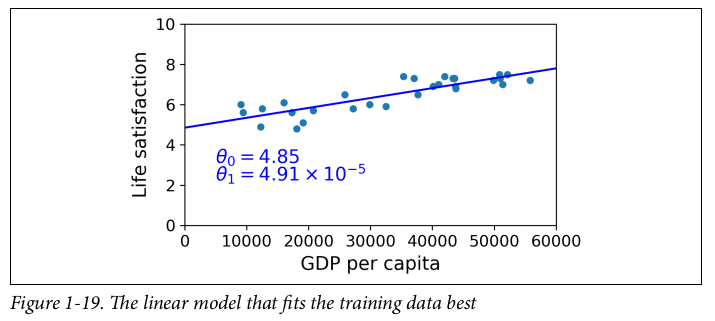 10
8
6
4
2
0
Life satisfaction
θ₀ = 4.85
θ₁ = 4.91 × 10⁻⁵
0 10000 20000 30000 40000 50000 60000
GDP per capita
Figure 1-19. The linear model that fits the training data best